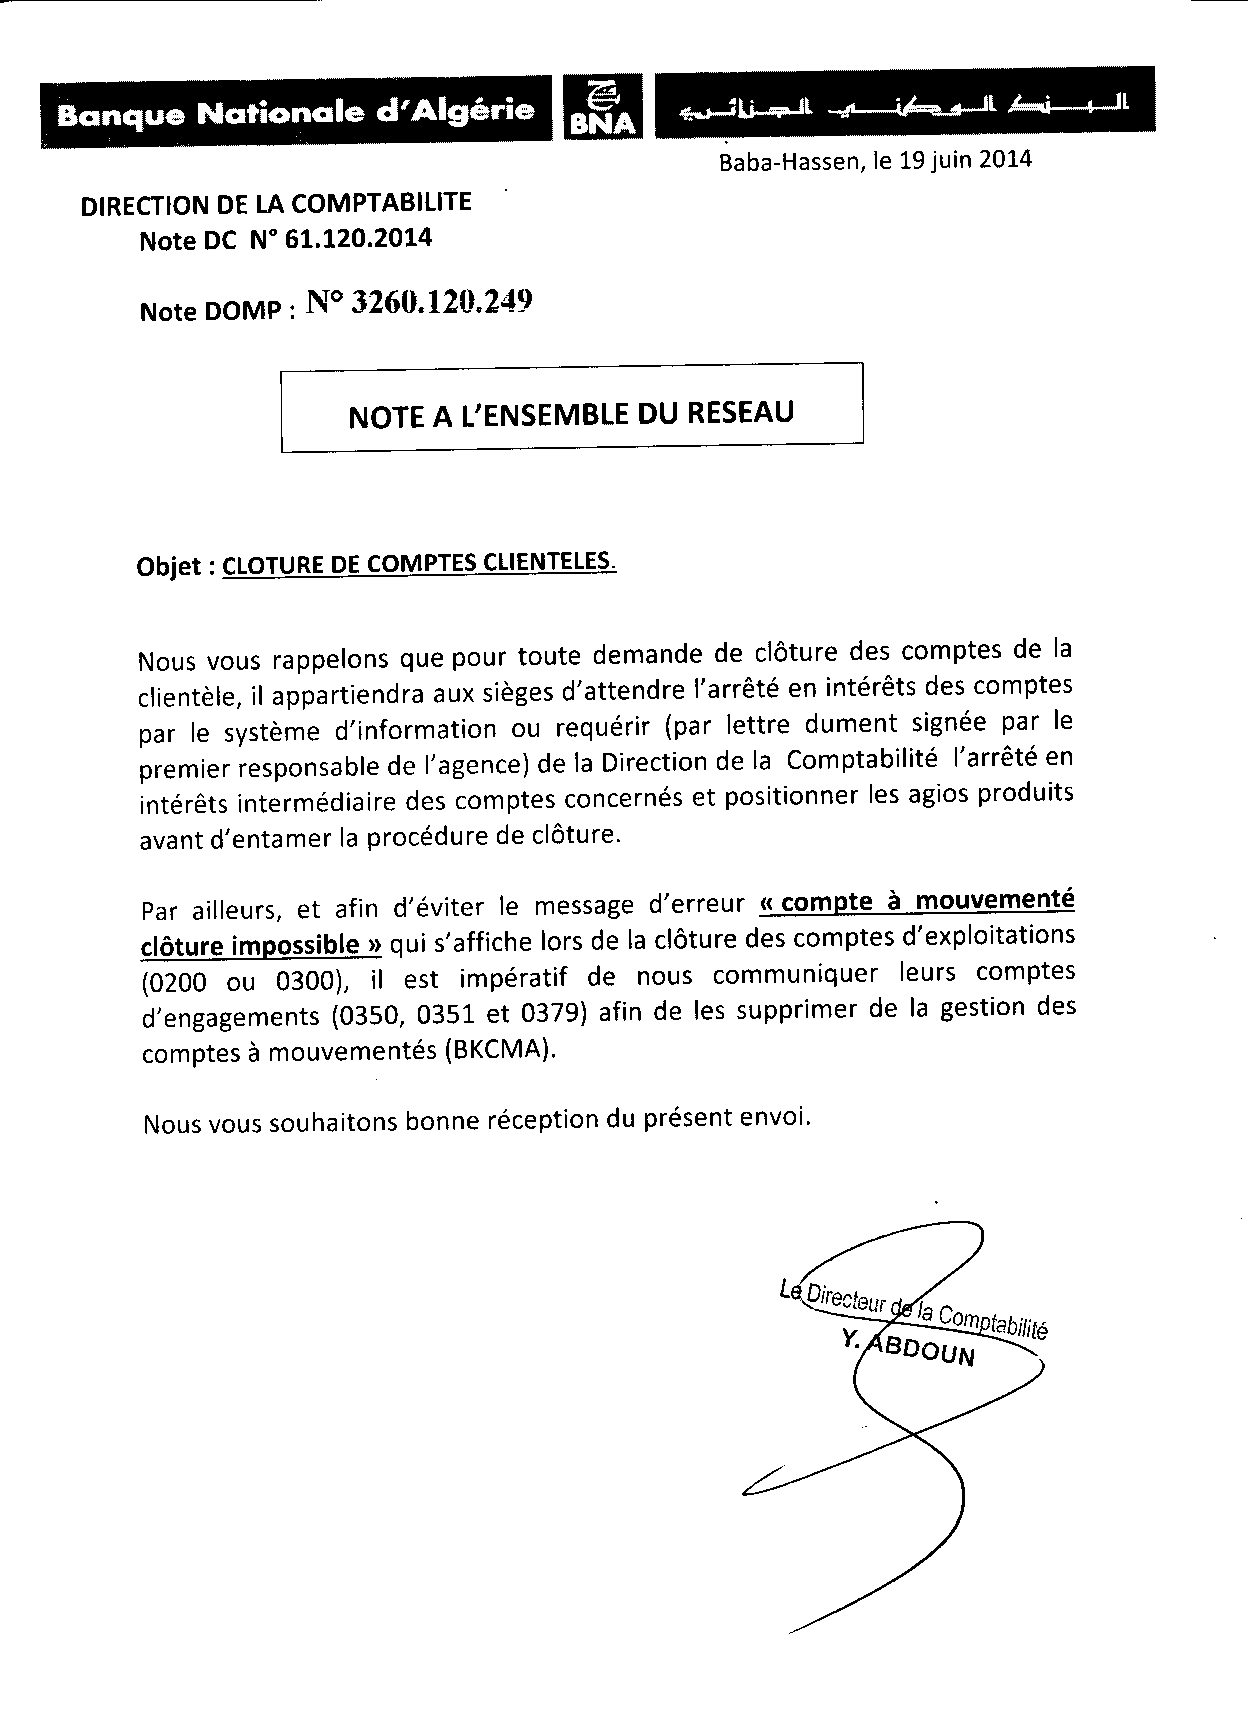 Banque Nationale d'Algérie BNA البنك الوطني الجزائري
Baba-Hassen, le 19 juin 2014
DIRECTION DE LA COMPTABILITE
Note DC N° 61.120.2014
Note DOMP : N° 3260.120.249
NOTE A L'ENSEMBLE DU RESEAU
Objet : CLOTURE DE COMPTES CLIENTELES.
Nous vous rappelons que pour toute demande de clôture des comptes de la
clientèle, il appartiendra aux sièges d'attendre l'arrêté en intérêts des comptes
par le système d'information ou requérir (par lettre dument signée par le
premier responsable de l'agence) de la Direction de la Comptabilité l'arrêté en
intérêts intermédiaire des comptes concernés et positionner les agios produits
avant d'entamer la procédure de clôture.
Par ailleurs, et afin d'éviter le message d'erreur « compte à mouvementé
clôture impossible » qui s'affiche lors de la clôture des comptes d'exploitations
(0200 ou 0300), il est impératif de nous communiquer leurs comptes
d'engagements (0350, 0351 et 0379) afin de les supprimer de la gestion des
comptes à mouvementés (BKCMA).
Nous vous souhaitons bonne réception du présent envoi.
Le Directeur de la Comptabilité
Y. ABDOUN